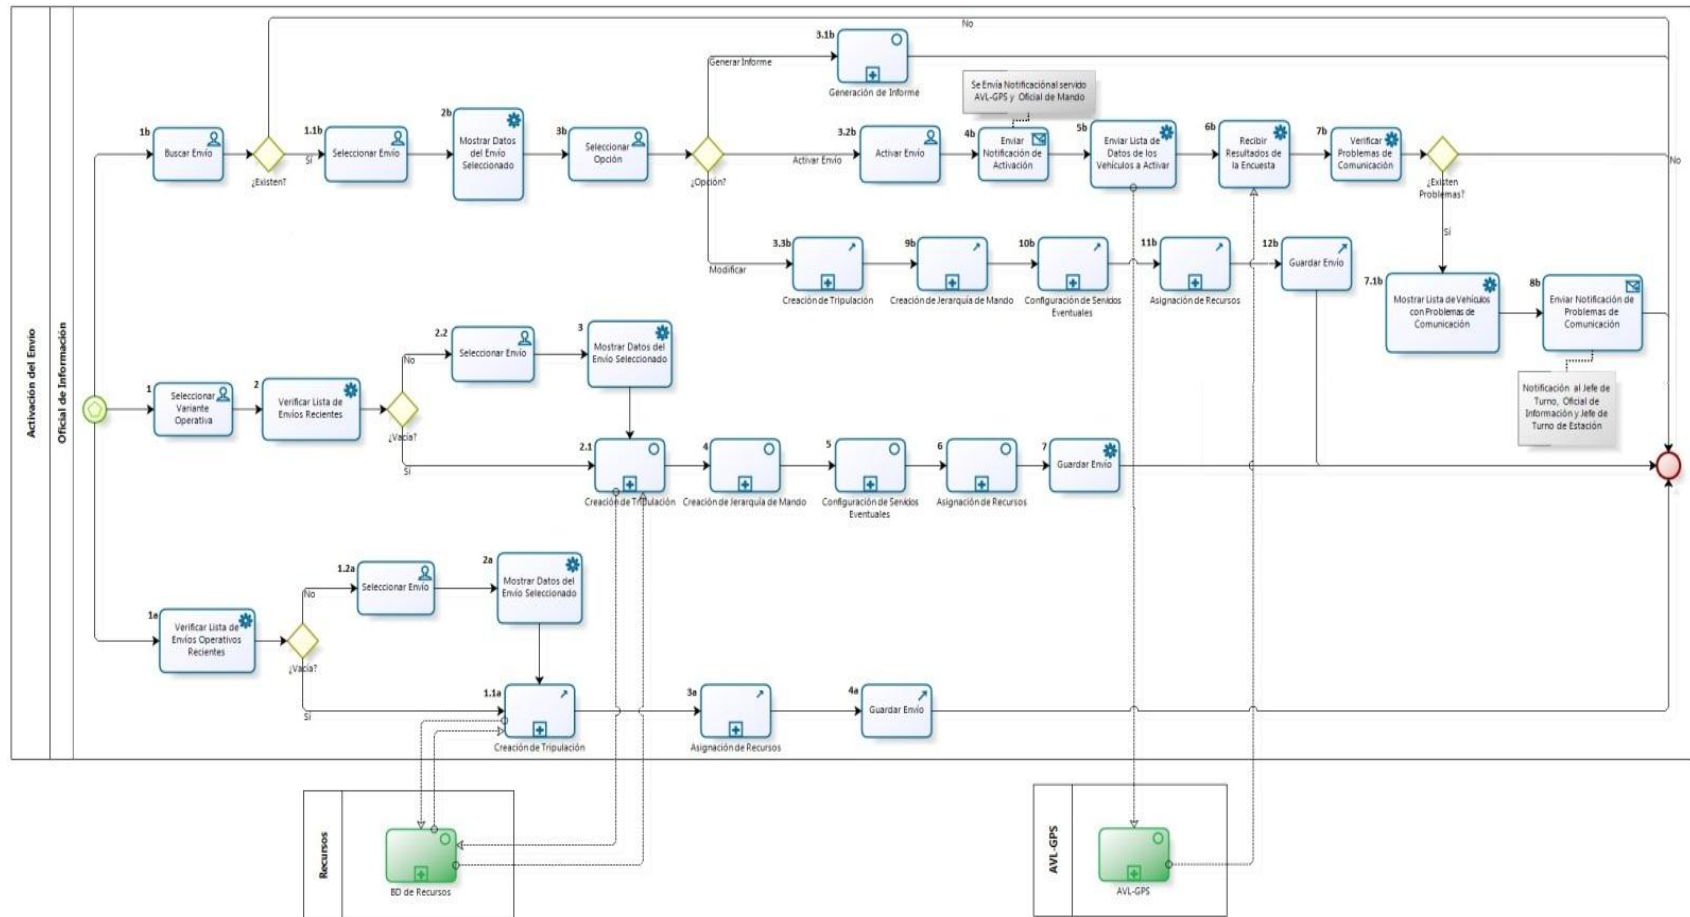 Activación del Envío
Oficial de Información
No
3.1b
Generar Informe
Generación de Informe
Se Envía Notificaciónal servido
AVL-GPS y Oficial de Mando
1b
Buscar Envío
¿Existen?
Sí
1.1b
Seleccionar Envío
2b
Mostrar Datos
del Envío
Seleccionado
3b
Seleccionar
Opción
¿Opción?
Activar Envío
3.2b
Activar Envío
4b
Enviar
Notificación de
Activación
5b
Enviar Lista de
Datos de los
Vehículos a Activar
6b
Recibir
Resultados de
la Encuesta
7b
Verificar
Problemas de
Comunicación
¿Existen
Problemas?
No
Sí
Modificar
3.3b
Creación de Tripulación
9b
Creación de Jerarquía de Mando
10b
Configuración de Servidos
Eventuales
11b
Asignación de Recursos
12b
Guardar Envío
7.1b
Mostrar Lista de Vehículos
con Problemas de
Comunicación
8b
Enviar Notificación de
Problemas de
Comunicación
Notificación al Jefe de
Turno, Oficial de
Información y Jefe de
Turno de Estación
1
Seleccionar
Variante
Operativa
2
Verificar Lista de
Envíos Recientes
¿Vacía?
No
Sí
2.2
Seleccionar Envío
3
Mostrar Datos del
Envío Seleccionado
2.1
Creación de Tripulación
4
Creación de Jerarquía de Mando
5
Configuración de Servidos
Eventuales
6
Asignación de Recursos
7
Guardar Envío
1a
Verificar Lista de
Envíos Operativos
Recientes
¿Vacía?
No
Sí
1.2a
Seleccionar Envío
2a
Mostrar Datos del
Envío Seleccionado
1.1a
Creación de Tripulación
3a
Asignación de Recursos
4a
Guardar Envío
Recursos
BD de Recursos
AVL-GPS
AVL-GPS